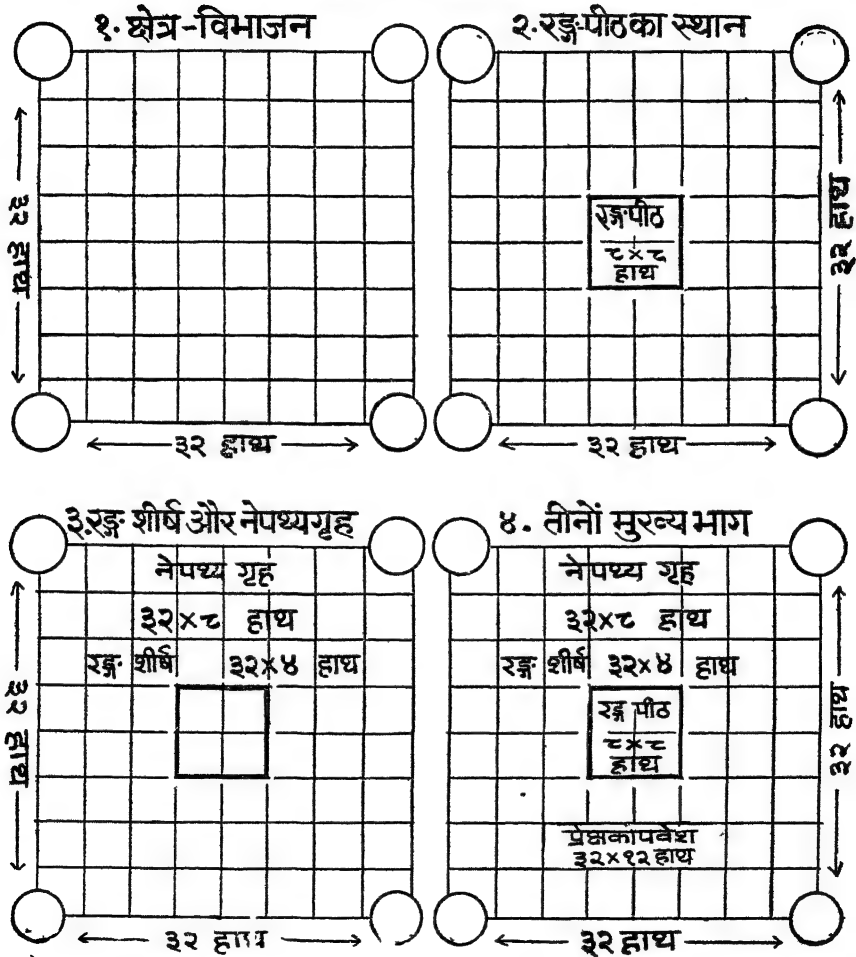 १. क्षेत्र-विभाजन
३२ हाथ
३२ हाथ
२. रङ्ग-पीठ का स्थान
रङ्ग-पीठ
८×८
हाथ
३२ हाथ
३२ हाथ
३. रङ्ग शीर्ष और नेपथ्यगृह
नेपथ्य गृह
३२×८ हाथ
रङ्ग शीर्ष ३२×४ हाथ
३२ हाथ
३२ हाथ
४. तीनों मुख्य भाग
नेपथ्य गृह
३२×८ हाथ
रङ्ग शीर्ष ३२×४ हाथ
रङ्ग पीठ
८×८
हाथ
प्रेक्षकोपवेश
३२×१२ हाथ
३२ हाथ
३२ हाथ